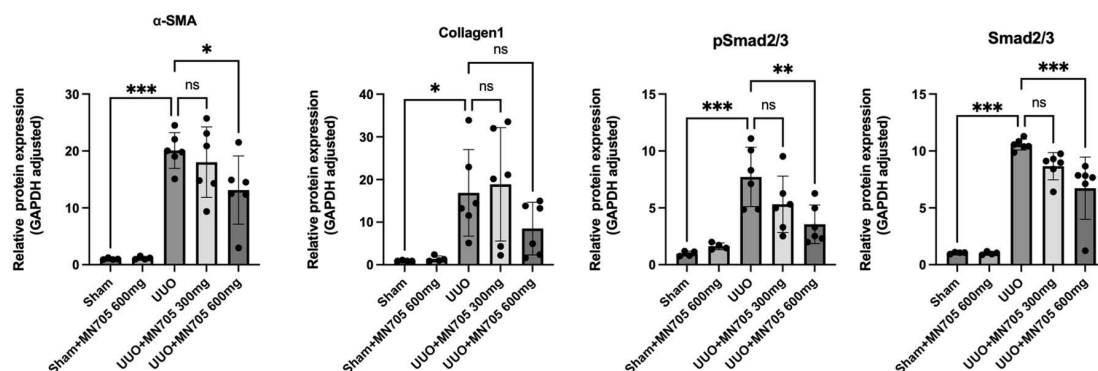 α-SMA
Relative protein expression
(GAPDH adjusted)
30
20
10
0
***
ns
*
Sham
Sham+MN705 600mg
UUO
UUO+MN705 300mg
UUO+MN705 600mg
Collagen1
Relative protein expression
(GAPDH adjusted)
40
30
20
10
0
*
ns
ns
Sham
Sham+MN705 600mg
UUO
UUO+MN705 300mg
UUO+MN705 600mg
pSmad2/3
Relative protein expression
(GAPDH adjusted)
15
10
5
0
***
ns
**
Sham
Sham+MN705 600mg
UUO
UUO+MN705 300mg
UUO+MN705 600mg
Smad2/3
Relative protein expression
(GAPDH adjusted)
15
10
5
0
***
ns
***
Sham
Sham+MN705 600mg
UUO
UUO+MN705 300mg
UUO+MN705 600mg